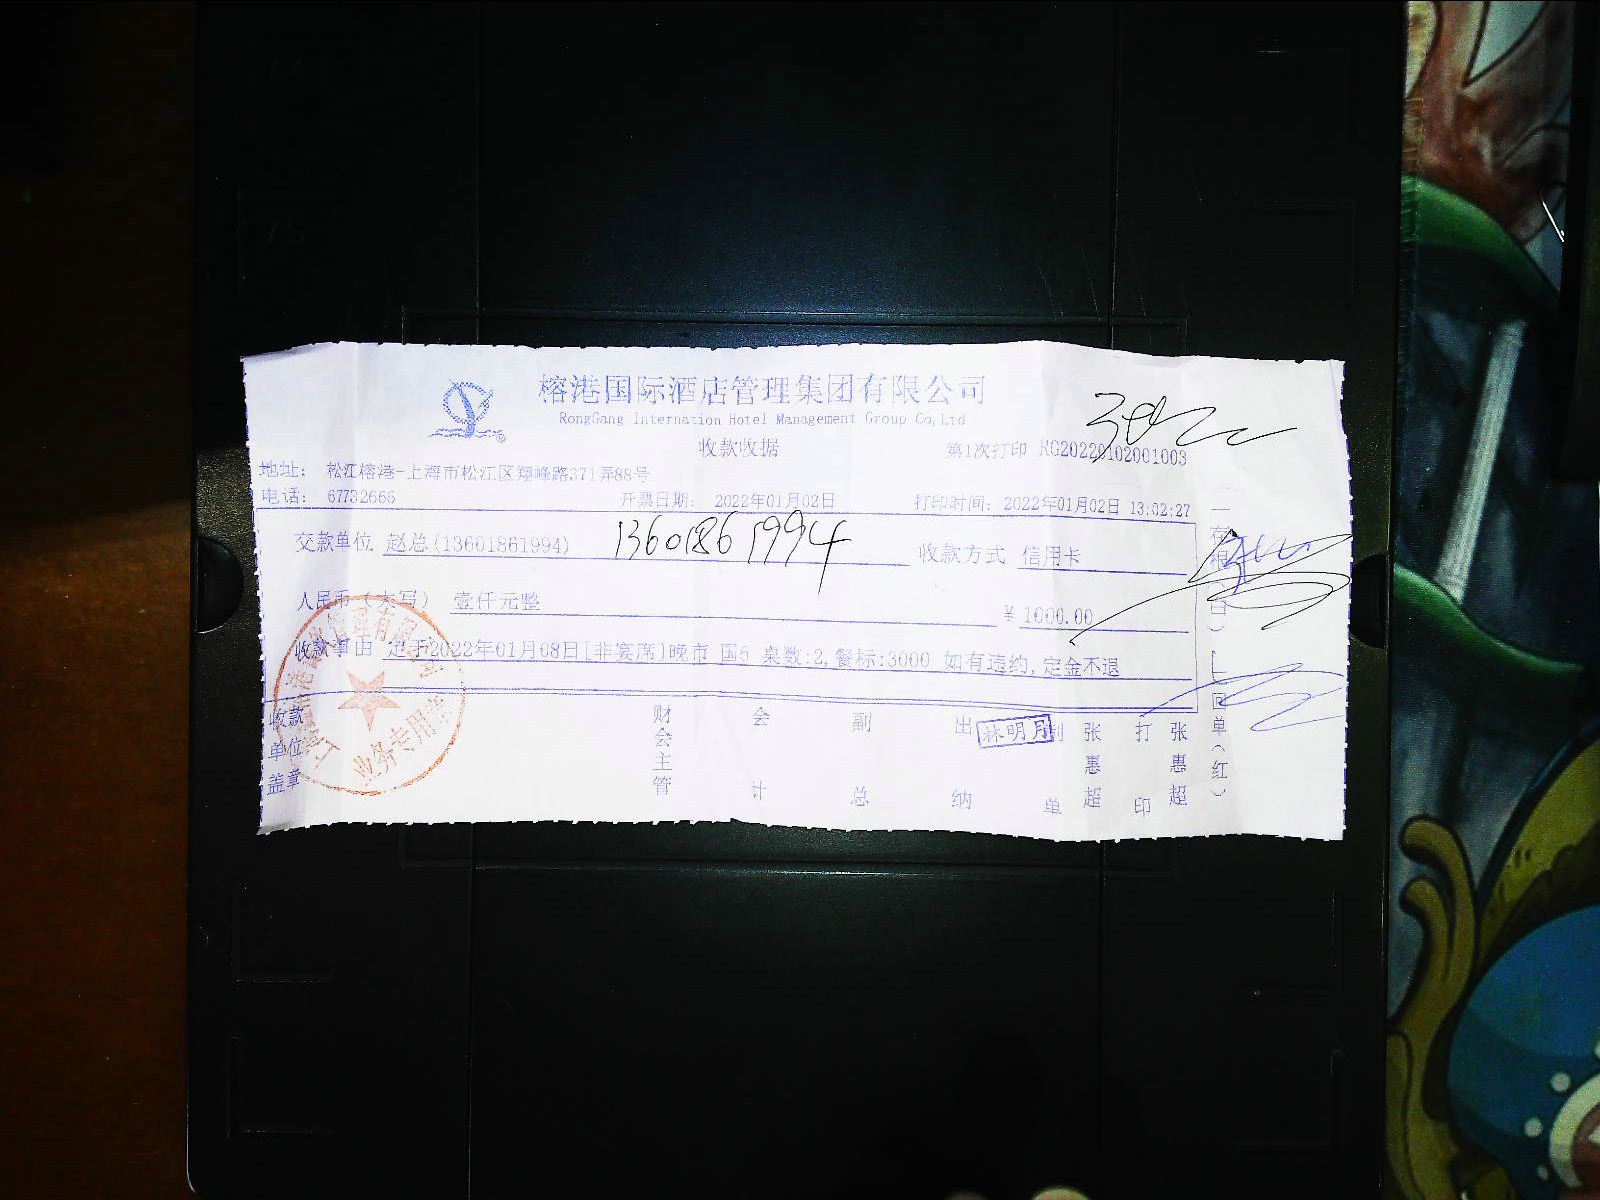 榕港国际酒店管理集团有限公司
RongGang Internation Hotel Management Group Co,Ltd
收款收据
第1次打印 RG20220102001003
地址： 松江榕港-上海市松江区翔峰路371弄88号
电话： 67732666 开票日期： 2022年01月02日 打印时间：2022年01月02日 13:02:27
交款单位 赵总(13601861994) 13601861994 收款方式 信用卡
人民币（大写） 壹仟元整 ￥ 1000.00
收款事由 定于2022年01月08日[非宴席]晚市 国6 桌数:2,餐标:3000 如有违约,定金不退
收款单位盖章 财会主管 会计 副总 出纳 林明月 制单 张惠超 打印 张惠超
一存根（白） 回单（红）
业务专用章